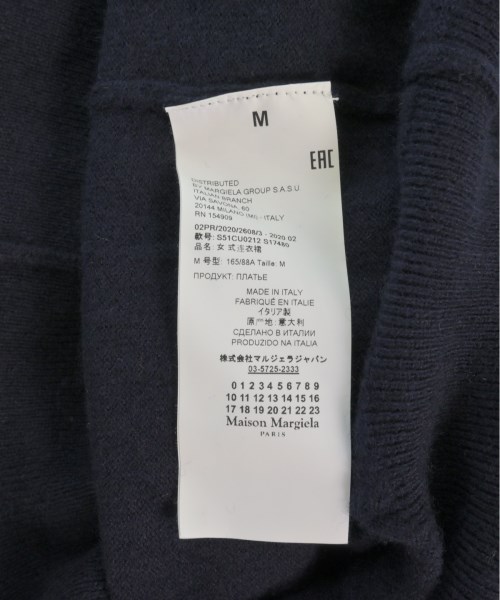 M
EAC
DISTRIBUTED
BY MARGIELA GROUP S.A.S.U
ITALIAN BRANCH
VIA SAVONA, 60
20144 MILANO (MI) - ITALY
RN 154909
02PR/2020/2608/3 - 2020 02
款号: S51CU0212 S17480
品名: 女式连衣裙
M 号型: 165/88A Taille: M
ПРОДУКТ: ПЛАТЬЕ
MADE IN ITALY
FABRIQUÉ EN ITALIE
イタリア製
原产地: 意大利
СДЕЛАНО В ИТАЛИИ
PRODUZIDO NA ITALIA
株式会社マルジェラジャパン
03-5725-2333
0 1 2 3 4 5 6 7 8 9
10 11 12 13 14 15 16
17 18 19 20 21 22 23
Maison Margiela
PARIS